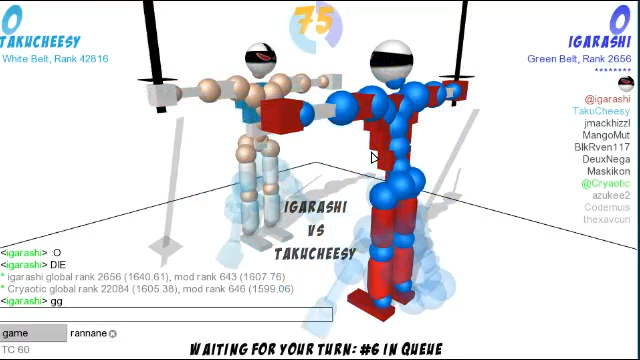 0
TAKUCHEESY
White Belt, Rank 42816
75
0
IGARASHI
Green Belt, Rank 2656
********
@igarashi
TakuCheesy
jmackhizzl
MangoMut
BlkRven117
DeuxNega
Maskikon
@Cryaotic
azukee2
Codemuis
thexavcun
IGARASHI
VS
TAKUCHEESY
<igarashi> :O
<igarashi> DIE
* igarashi global rank 2656 (1640.61), mod rank 643 (1607.76)
* Cryaotic global rank 22084 (1605.38), mod rank 646 (1599.06)
<igarashi> gg
game
rannane
TC 60
WAITING FOR YOUR TURN: #6 IN QUEUE